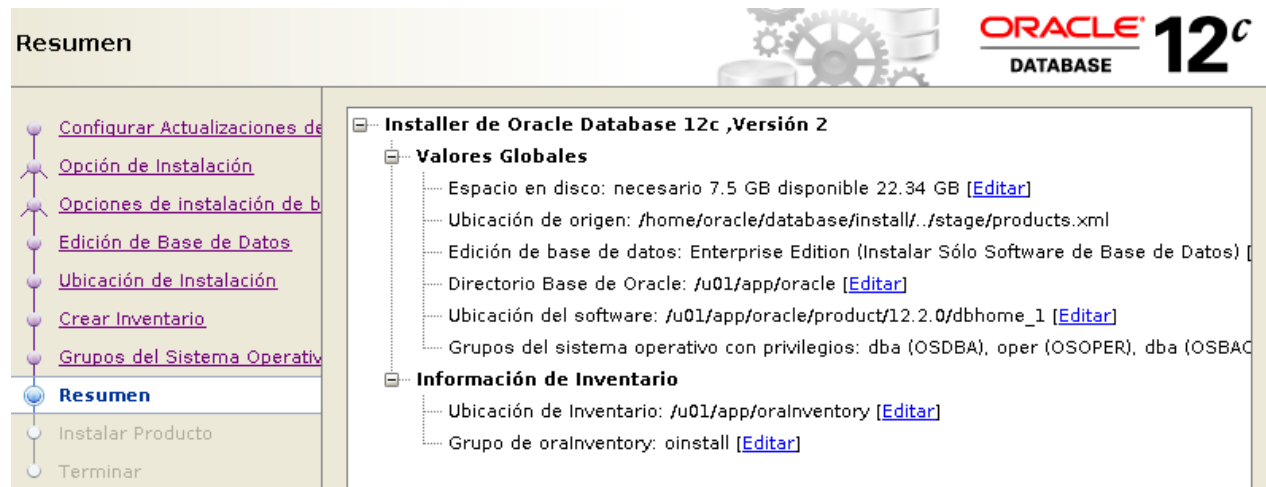 Resumen
ORACLE 12c
DATABASE
Configurar Actualizaciones de
Opción de Instalación
Opciones de instalación de b
Edición de Base de Datos
Ubicación de Instalación
Crear Inventario
Grupos del Sistema Operativ
Resumen
Instalar Producto
Terminar
Installer de Oracle Database 12c ,Versión 2
Valores Globales
Espacio en disco: necesario 7.5 GB disponible 22.34 GB [Editar]
Ubicación de origen: /home/oracle/database/install/../stage/products.xml
Edición de base de datos: Enterprise Edition (Instalar Sólo Software de Base de Datos) [
Directorio Base de Oracle: /u01/app/oracle [Editar]
Ubicación del software: /u01/app/oracle/product/12.2.0/dbhome_1 [Editar]
Grupos del sistema operativo con privilegios: dba (OSDBA), oper (OSOPER), dba (OSBAC
Información de Inventario
Ubicación de Inventario: /u01/app/oraInventory [Editar]
Grupo de oraInventory: oinstall [Editar]